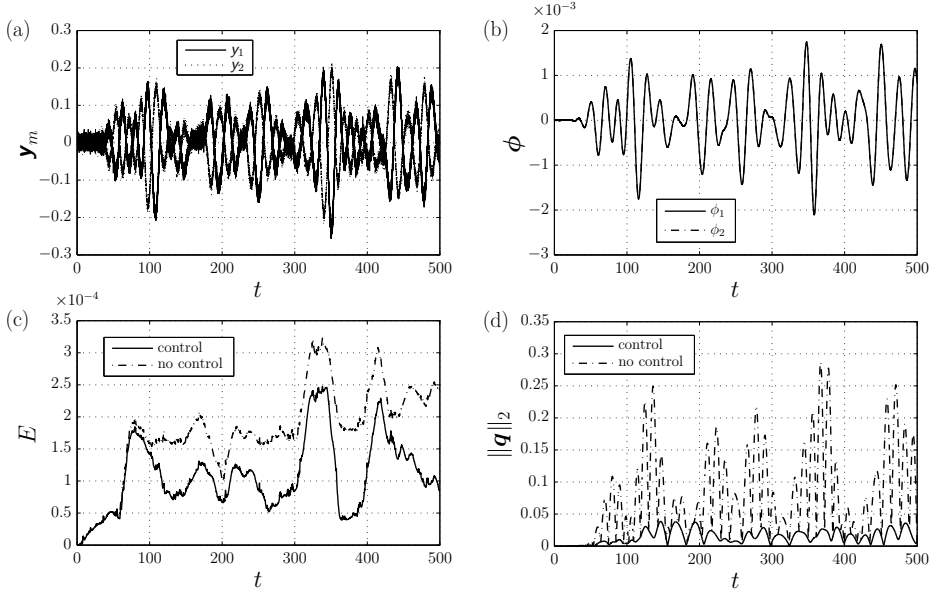 (a)
0.3
0.2
0.1
0
−0.1
−0.2
−0.3
y_m
y_1
y_2
0 100 200 300 400 500
t
(b)
×10^−3
2
1
0
−1
−2
−3
ϕ
ϕ_1
ϕ_2
0 100 200 300 400 500
t
(c)
×10^−4
3.5
3
2.5
2
1.5
1
0.5
0
E
control
no control
0 100 200 300 400 500
t
(d)
0.35
0.3
0.25
0.2
0.15
0.1
0.05
0
||q||_2
control
no control
0 100 200 300 400 500
t